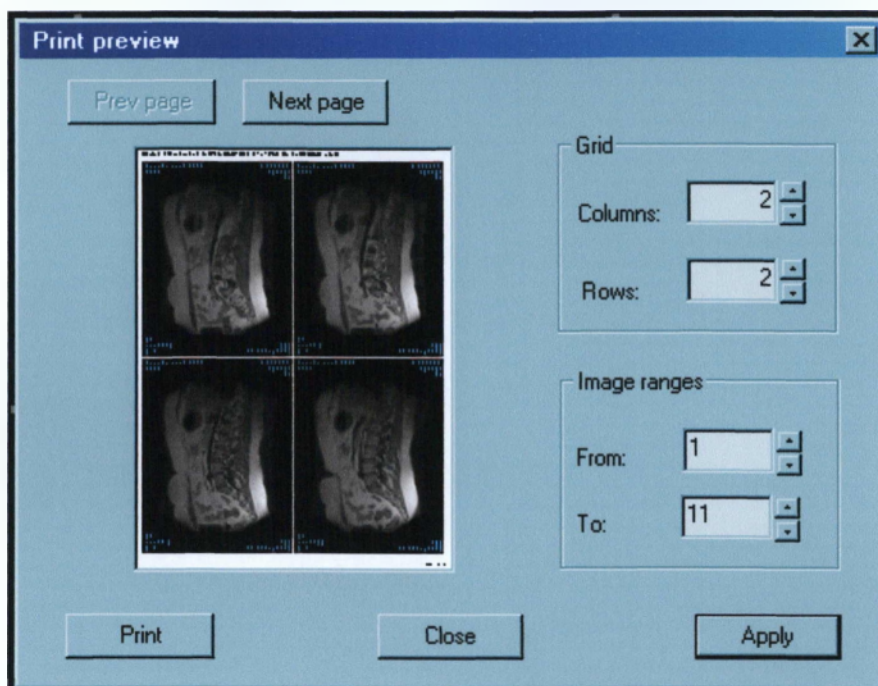 Print preview
Prev page
Next page
Grid
Columns:
2
Rows:
2
Image ranges
From:
1
To:
11
Print
Close
Apply